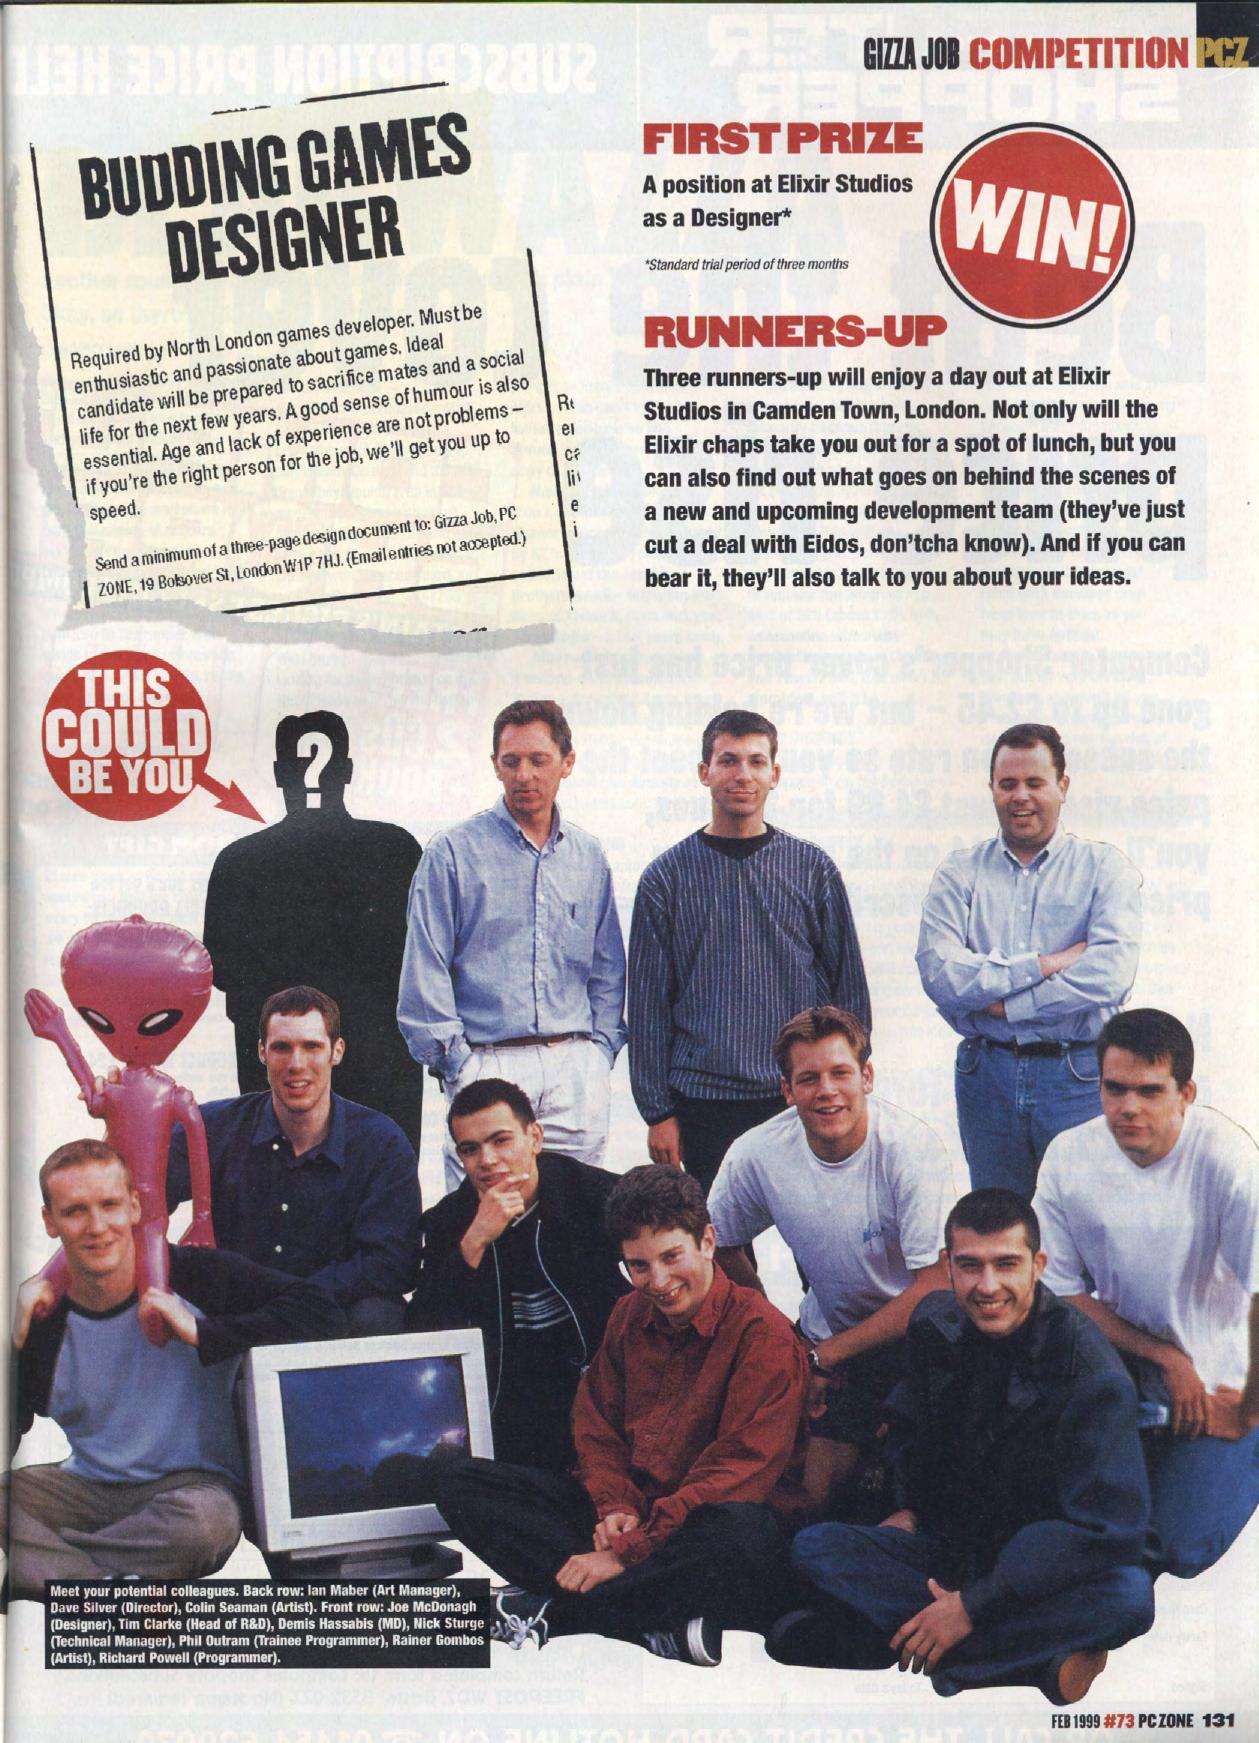 GIZZA JOB COMPETITION PCZ
BUDDING GAMES
DESIGNER
Required by North London games developer. Must be
enthusiastic and passionate about games. Ideal
candidate will be prepared to sacrifice mates and a social
life for the next few years. A good sense of humour is also
essential. Age and lack of experience are not problems –
if you're the right person for the job, we'll get you up to
speed.
Send a minimum of a three-page design document to: Gizza Job, PC
ZONE, 19 Bolsover St, London W1P 7HJ. (Email entries not accepted.)
FIRST PRIZE
A position at Elixir Studios
as a Designer*
*Standard trial period of three months
WIN!
RUNNERS-UP
Three runners-up will enjoy a day out at Elixir
Studios in Camden Town, London. Not only will the
Elixir chaps take you out for a spot of lunch, but you
can also find out what goes on behind the scenes of
a new and upcoming development team (they've just
cut a deal with Eidos, don'tcha know). And if you can
bear it, they'll also talk to you about your ideas.
THIS
COULD
BE YOU
?
Meet your potential colleagues. Back row: Ian Maber (Art Manager),
Dave Silver (Director), Colin Seaman (Artist). Front row: Joe McDonagh
(Designer), Tim Clarke (Head of R&D), Demis Hassabis (MD), Nick Sturge
(Technical Manager), Phil Outram (Trainee Programmer), Rainer Gombos
(Artist), Richard Powell (Programmer).
FEB 1999 #73 PC ZONE 131